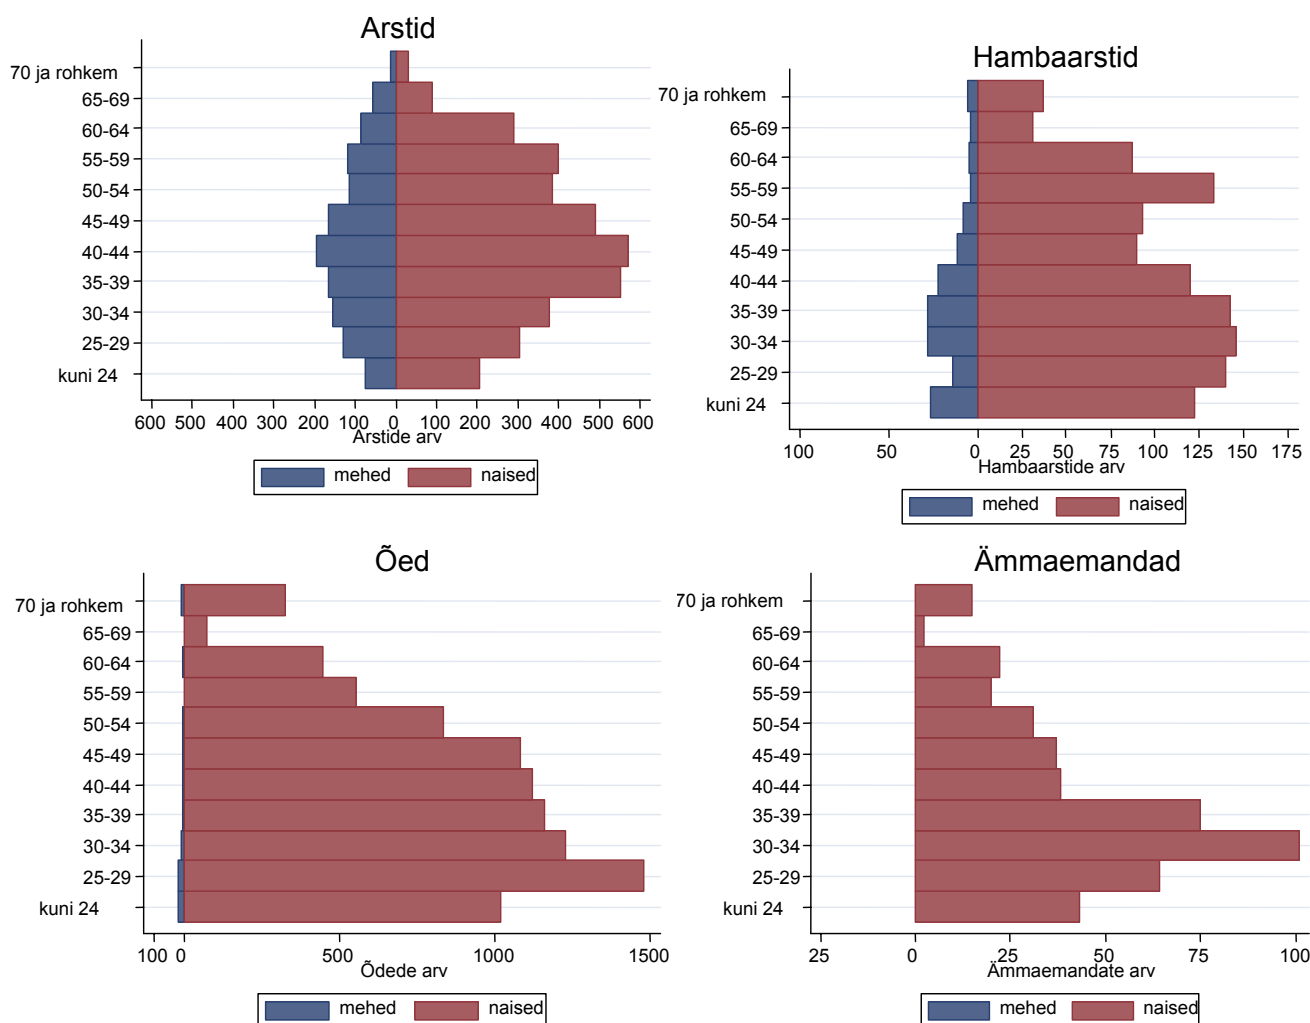 Arstid
70 ja rohkem
65-69
60-64
55-59
50-54
45-49
40-44
35-39
30-34
25-29
kuni 24
600 500 400 300 200 100 0 100 200 300 400 500 600
Arstide arv
mehed naised
Hambaarstid
70 ja rohkem
65-69
60-64
55-59
50-54
45-49
40-44
35-39
30-34
25-29
kuni 24
100 50 0 25 50 75 100 125 150 175
Hambaarstide arv
mehed naised
Õed
70 ja rohkem
65-69
60-64
55-59
50-54
45-49
40-44
35-39
30-34
25-29
kuni 24
100 0 500 1000 1500
Õdede arv
mehed naised
Ämmaemandad
70 ja rohkem
65-69
60-64
55-59
50-54
45-49
40-44
35-39
30-34
25-29
kuni 24
25 0 25 50 75 100
Ämmaemandate arv
mehed naised